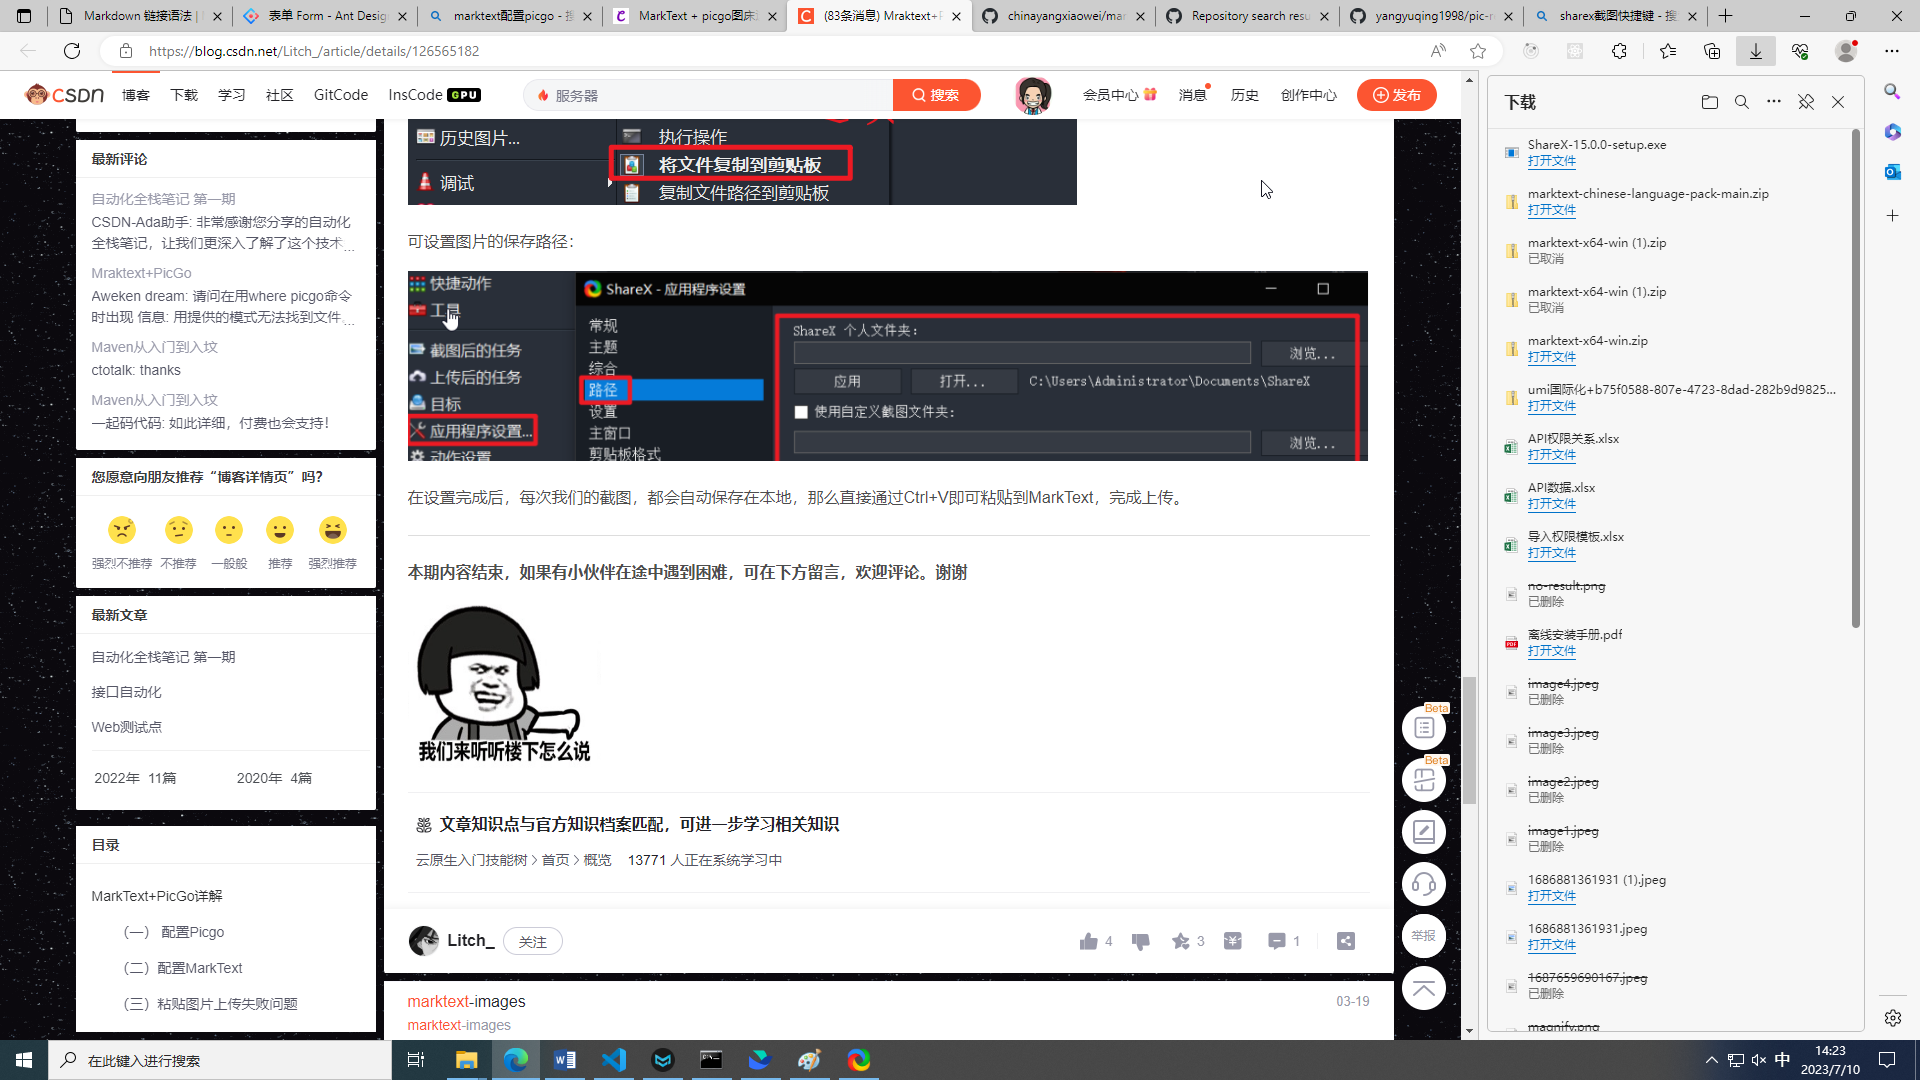 Markdown 链接语法 |
表单 Form - Ant Desig
marktext配置picgo - 搜
MarkText + picgo图床
(83条消息) Mraktext+P
chinayangxiaowei/mar
Repository search resu
yangyuqing1998/pic-r
sharex截图快捷键 - 搜
https://blog.csdn.net/Litch_/article/details/126565182
CSDN 博客 下载 学习 社区 GitCode InsCode GPU
服务器
搜索
会员中心 消息 历史 创作中心 发布
最新评论
自动化全栈笔记 第一期
CSDN-Ada助手: 非常感谢您分享的自动化
全栈笔记，让我们更深入了解了这个技术...
Mraktext+PicGo
Aweken dream: 请问在用where picgo命令
时出现 信息: 用提供的模式无法找到文件...
Maven从入门到入坟
ctotalk: thanks
Maven从入门到入坟
一起码代码: 如此详细，付费也会支持！
您愿意向朋友推荐“博客详情页”吗？
强烈不推荐 不推荐 一般般 推荐 强烈推荐
最新文章
自动化全栈笔记 第一期
接口自动化
Web测试点
2022年 11篇 2020年 4篇
目录
MarkText+PicGo详解
（一） 配置Picgo
（二）配置MarkText
（三）粘贴图片上传失败问题
历史图片...
执行操作
将文件复制到剪贴板
调试
复制文件路径到剪贴板
可设置图片的保存路径：
快捷动作
工具
截图后的任务
上传后的任务
目标
应用程序设置...
动作设置
ShareX - 应用程序设置
常规
主题
综合
路径
设置
主窗口
剪贴板格式
ShareX 个人文件夹:
浏览...
应用 打开... C:\Users\Administrator\Documents\ShareX
使用自定义截图文件夹:
浏览...
在设置完成后，每次我们的截图，都会自动保存在本地，那么直接通过Ctrl+V即可粘贴到MarkText，完成上传。
本期内容结束，如果有小伙伴在途中遇到困难，可在下方留言，欢迎评论。谢谢
我们来听听楼下怎么说
文章知识点与官方知识档案匹配，可进一步学习相关知识
云原生入门技能树 首页 概览 13771 人正在系统学习中
Litch_ 关注
4 3 1
marktext-images 03-19
marktext-images
Beta
Beta
举报
下载
ShareX-15.0.0-setup.exe
打开文件
marktext-chinese-language-pack-main.zip
打开文件
marktext-x64-win (1).zip
已取消
marktext-x64-win (1).zip
已取消
marktext-x64-win.zip
打开文件
umi国际化+b75f0588-807e-4723-8dad-282b9d9825...
打开文件
API权限关系.xlsx
打开文件
API数据.xlsx
打开文件
导入权限模板.xlsx
打开文件
no-result.png
已删除
离线安装手册.pdf
打开文件
image4.jpeg
已删除
image3.jpeg
已删除
image2.jpeg
已删除
image1.jpeg
已删除
1686881361931 (1).jpeg
打开文件
1686881361931.jpeg
打开文件
1687659690167.jpeg
已删除
magnify.png
在此键入进行搜索
中
14:23
2023/7/10